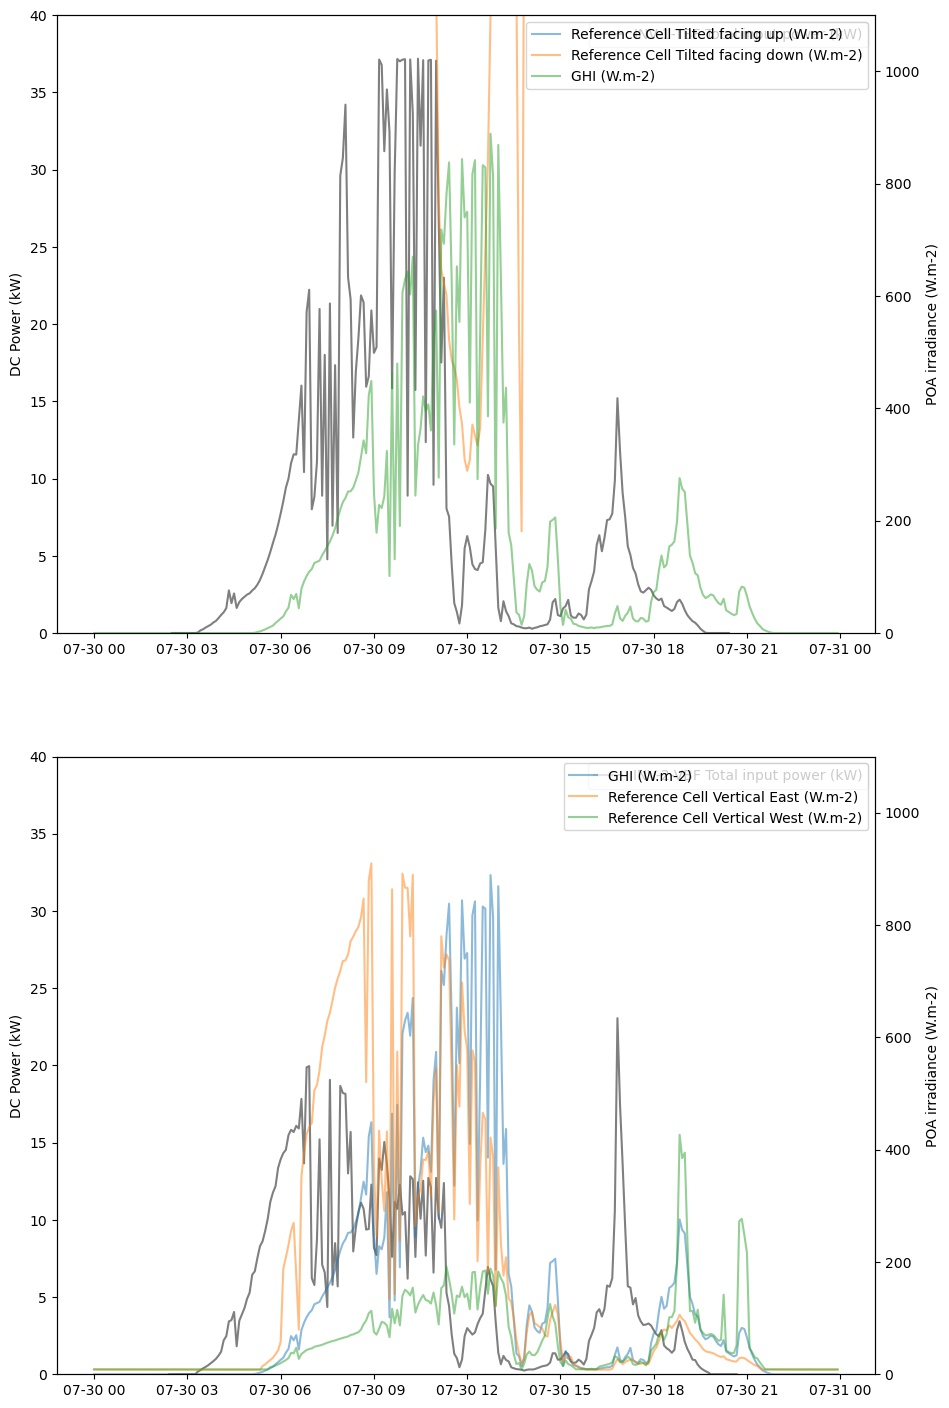 40
35
30
25
20
15
10
5
0
DC Power (kW)
Reference Cell Tilted facing up (W.m-2)
Reference Cell Tilted facing down (W.m-2)
GHI (W.m-2)
1000
800
600
400
200
0
POA irradiance (W.m-2)
07-30 00 07-30 03 07-30 06 07-30 09 07-30 12 07-30 15 07-30 18 07-30 21 07-31 00
40
35
30
25
20
15
10
5
0
DC Power (kW)
GHI (W.m-2) Total input power (kW)
Reference Cell Vertical East (W.m-2)
Reference Cell Vertical West (W.m-2)
1000
800
600
400
200
0
POA irradiance (W.m-2)
07-30 00 07-30 03 07-30 06 07-30 09 07-30 12 07-30 15 07-30 18 07-30 21 07-31 00